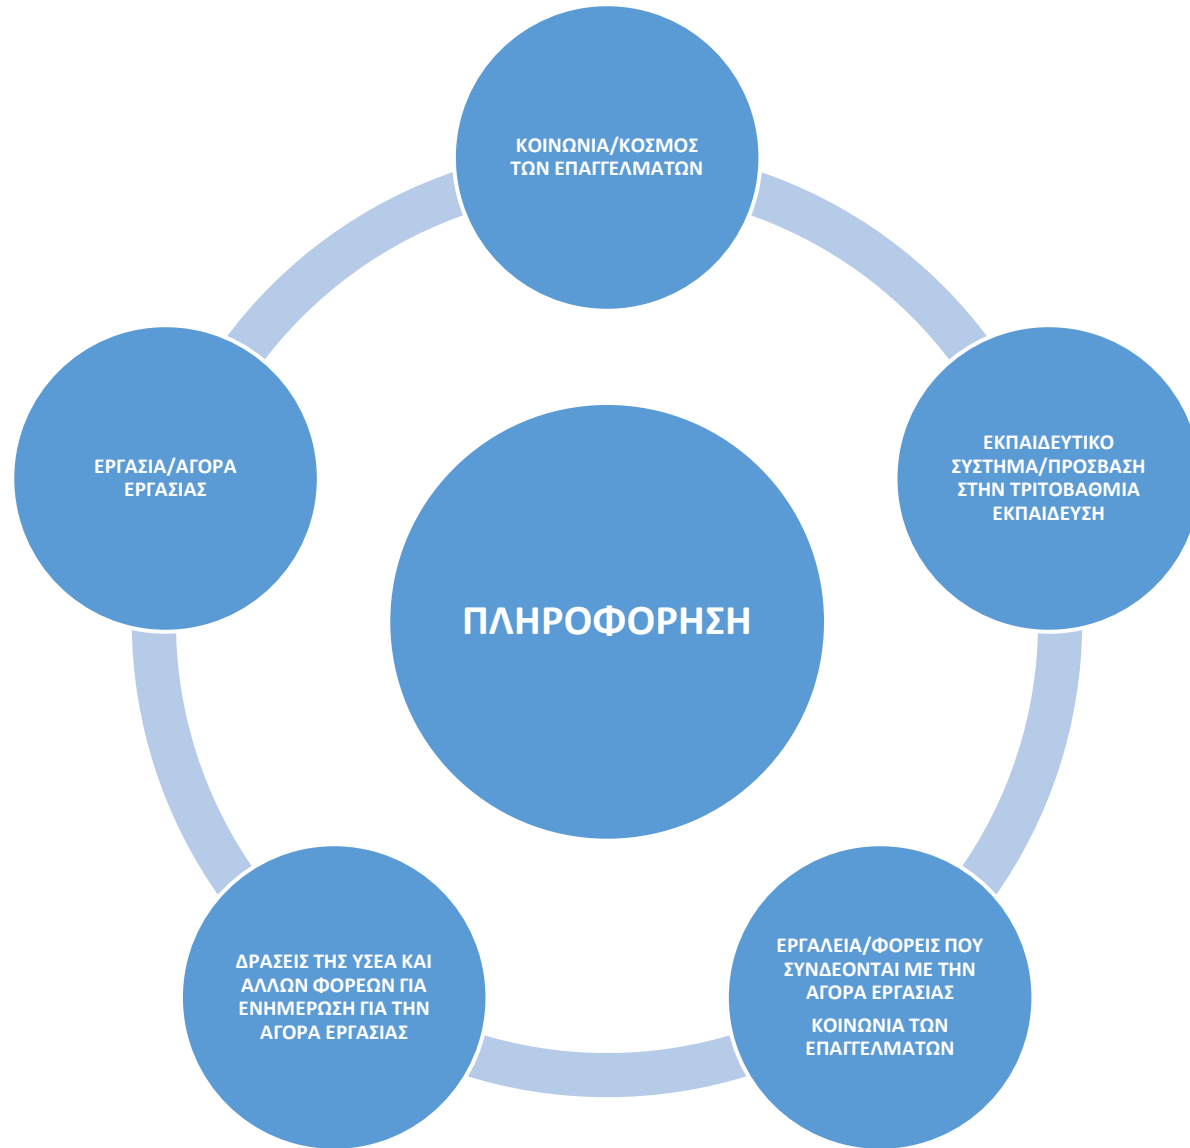 ΚΟΙΝΩΝΙΑ/ΚΟΣΜΟΣ
ΤΩΝ ΕΠΑΓΓΕΛΜΑΤΩΝ
ΕΚΠΑΙΔΕΥΤΙΚΟ
ΣΥΣΤΗΜΑ/ΠΡΟΣΒΑΣΗ
ΣΤΗΝ ΤΡΙΤΟΒΑΘΜΙΑ
ΕΚΠΑΙΔΕΥΣΗ
ΕΡΓΑΛΕΙΑ/ΦΟΡΕΙΣ ΠΟΥ
ΣΥΝΔΕΟΝΤΑΙ ΜΕ ΤΗΝ
ΑΓΟΡΑ ΕΡΓΑΣΙΑΣ
ΚΟΙΝΩΝΙΑ ΤΩΝ
ΕΠΑΓΓΕΛΜΑΤΩΝ
ΔΡΑΣΕΙΣ ΤΗΣ ΥΣΕΑ ΚΑΙ
ΑΛΛΩΝ ΦΟΡΕΩΝ ΓΙΑ
ΕΝΗΜΕΡΩΣΗ ΓΙΑ ΤΗΝ
ΑΓΟΡΑ ΕΡΓΑΣΙΑΣ
ΕΡΓΑΣΙΑ/ΑΓΟΡΑ
ΕΡΓΑΣΙΑΣ
ΠΛΗΡΟΦΟΡΗΣΗ